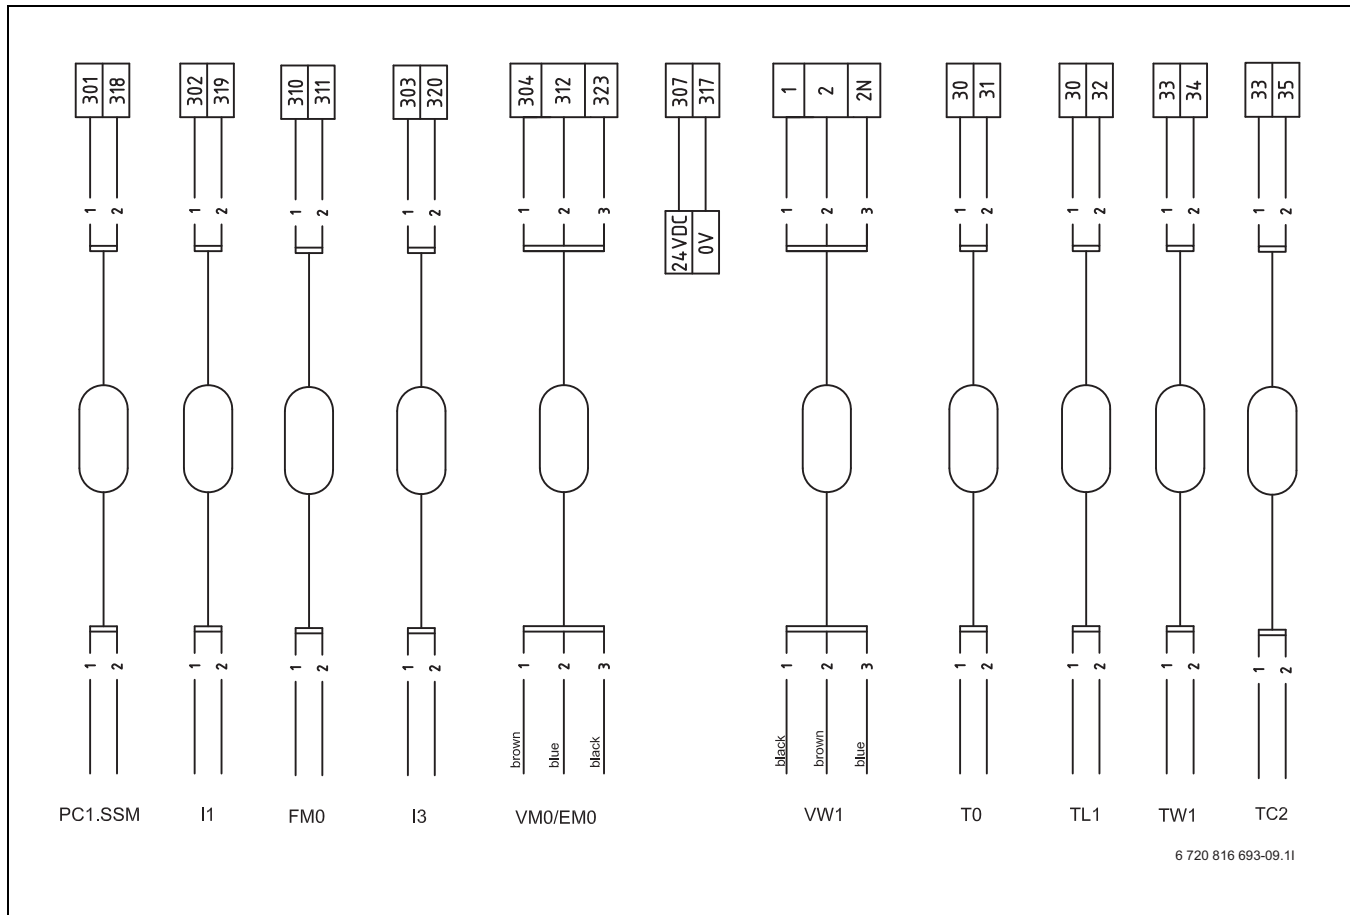 301 318 302 319 310 311 303 320 304 312 323 307 317 1 2 2N 30 31 30 32 33 34 33 35
1 2 1 2 1 2 1 2 1 2 3 1 2 3 1 2 1 2 1 2 1 2
24VDC 0V
1 2 1 2 1 2 1 2 1 2 3 1 2 3 1 2 1 2 1 2 1 2
brown blue black black brown blue
PC1.SSM I1 FM0 I3 VM0/EM0 VW1 T0 TL1 TW1 TC2
6 720 816 693-09.1I